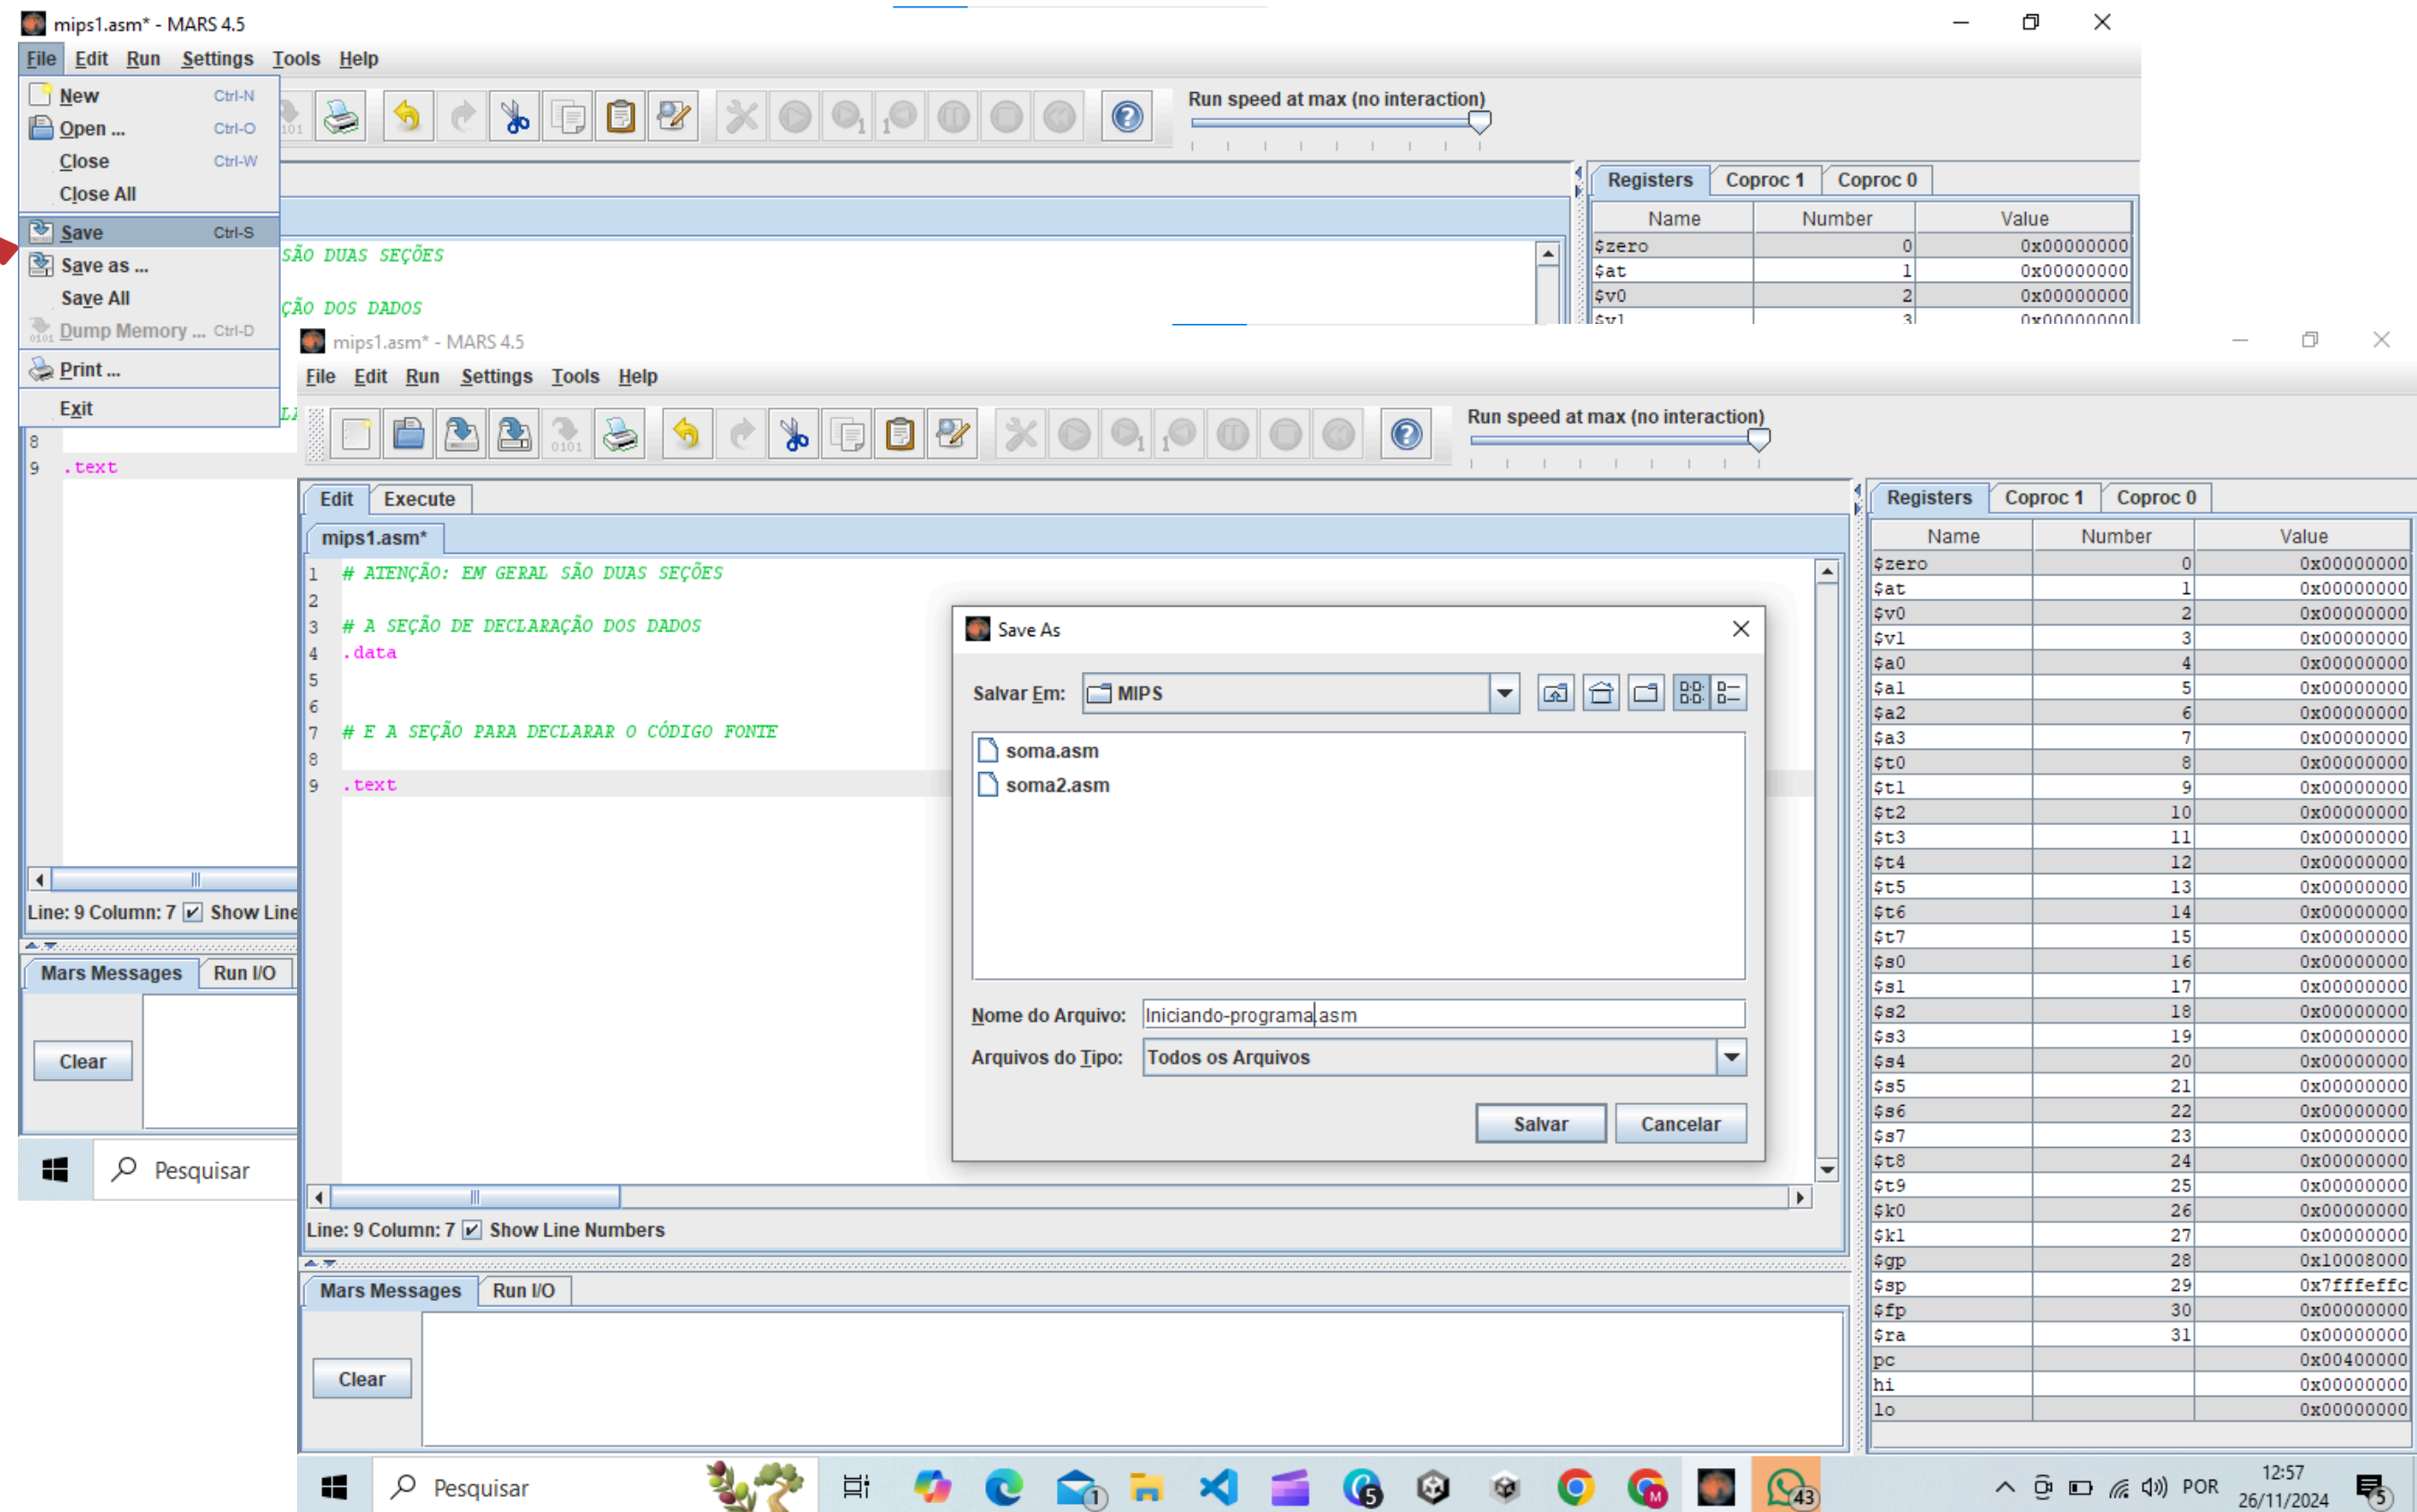 mips1.asm* - MARS 4.5
File Edit Run Settings Tools Help
New Ctrl-N
Open ... Ctrl-O
Close Ctrl-W
Close All
Save Ctrl-S
Save as ...
Save All
Dump Memory ... Ctrl-D
Print ...
Exit
Run speed at max (no interaction)
Registers Coproc 1 Coproc 0
Name Number Value
$zero 0 0x00000000
$at 1 0x00000000
$v0 2 0x00000000
$v1 3 0x00000000
SÃO DUAS SEÇÕES
ÇÃO DOS DADOS
8
9 .text
Line: 9 Column: 7 Show Line
Mars Messages Run I/O
Clear
Pesquisar
mips1.asm* - MARS 4.5
File Edit Run Settings Tools Help
Run speed at max (no interaction)
Edit Execute
mips1.asm*
1 # ATENÇÃO: EM GERAL SÃO DUAS SEÇÕES
2
3 # A SEÇÃO DE DECLARAÇÃO DOS DADOS
4 .data
5
6
7 # E A SEÇÃO PARA DECLARAR O CÓDIGO FONTE
8
9 .text
Save As
Salvar Em: MIPS
soma.asm
soma2.asm
Nome do Arquivo: Iniciando-programa.asm
Arquivos do Tipo: Todos os Arquivos
Salvar Cancelar
Line: 9 Column: 7 Show Line Numbers
Mars Messages Run I/O
Clear
Registers Coproc 1 Coproc 0
Name Number Value
$zero 0 0x00000000
$at 1 0x00000000
$v0 2 0x00000000
$v1 3 0x00000000
$a0 4 0x00000000
$a1 5 0x00000000
$a2 6 0x00000000
$a3 7 0x00000000
$t0 8 0x00000000
$t1 9 0x00000000
$t2 10 0x00000000
$t3 11 0x00000000
$t4 12 0x00000000
$t5 13 0x00000000
$t6 14 0x00000000
$t7 15 0x00000000
$s0 16 0x00000000
$s1 17 0x00000000
$s2 18 0x00000000
$s3 19 0x00000000
$s4 20 0x00000000
$s5 21 0x00000000
$s6 22 0x00000000
$s7 23 0x00000000
$t8 24 0x00000000
$t9 25 0x00000000
$k0 26 0x00000000
$k1 27 0x00000000
$gp 28 0x10008000
$sp 29 0x7fffeffc
$fp 30 0x00000000
$ra 31 0x00000000
pc 0x00400000
hi 0x00000000
lo 0x00000000
Pesquisar
1
5
M
43
POR
12:57
26/11/2024
5